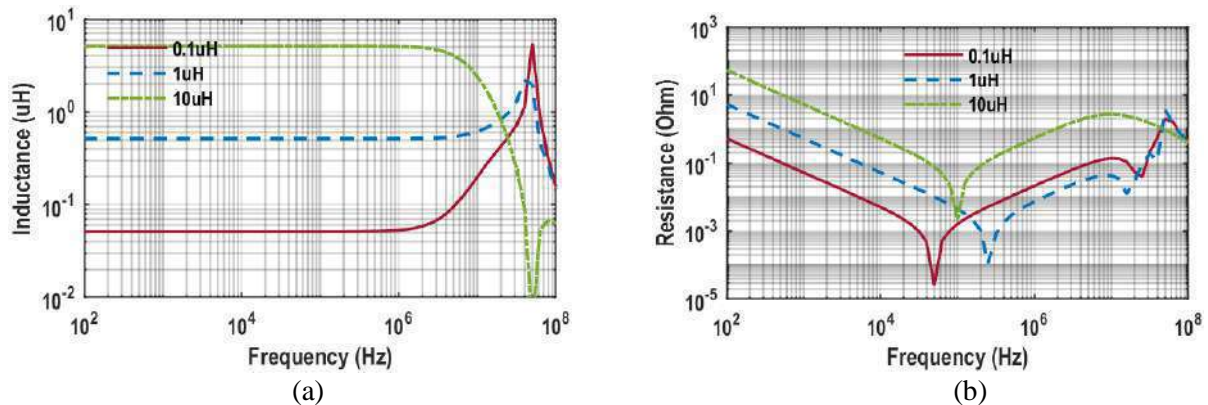 10^1
10^0
10^-1
10^-2
Inductance (uH)
0.1uH
1uH
10uH
10^2
10^4
10^6
10^8
Frequency (Hz)
(a)
10^3
10^1
10^-1
10^-3
10^-5
Resistance (Ohm)
0.1uH
1uH
10uH
10^2
10^4
10^6
10^8
Frequency (Hz)
(b)